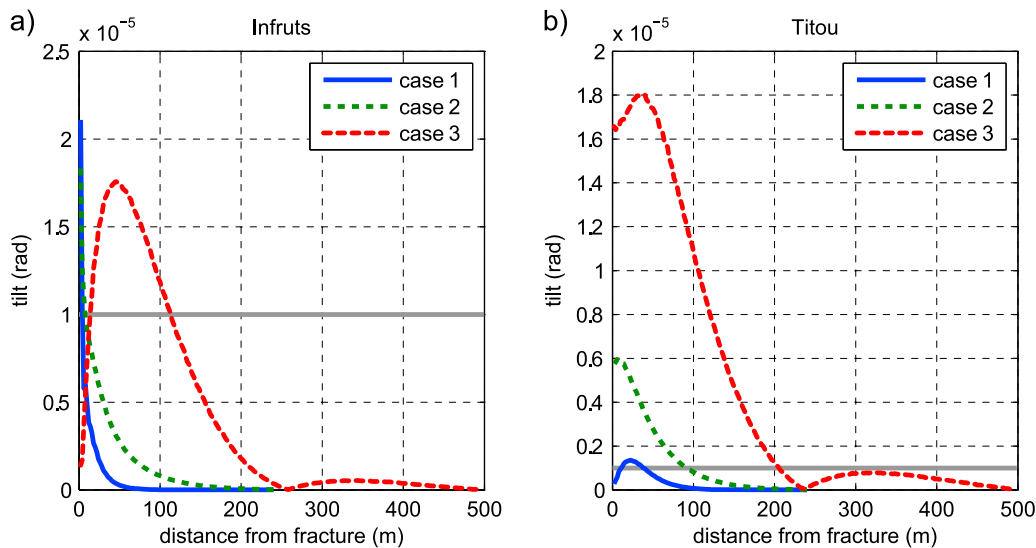 a)
Infruts
x 10⁻⁵
2.5
2
1.5
1
0.5
0
tilt (rad)
case 1
case 2
case 3
0 100 200 300 400 500
distance from fracture (m)
b)
Titou
x 10⁻⁵
2
1.8
1.6
1.4
1.2
1
0.8
0.6
0.4
0.2
0
tilt (rad)
case 1
case 2
case 3
0 100 200 300 400 500
distance from fracture (m)